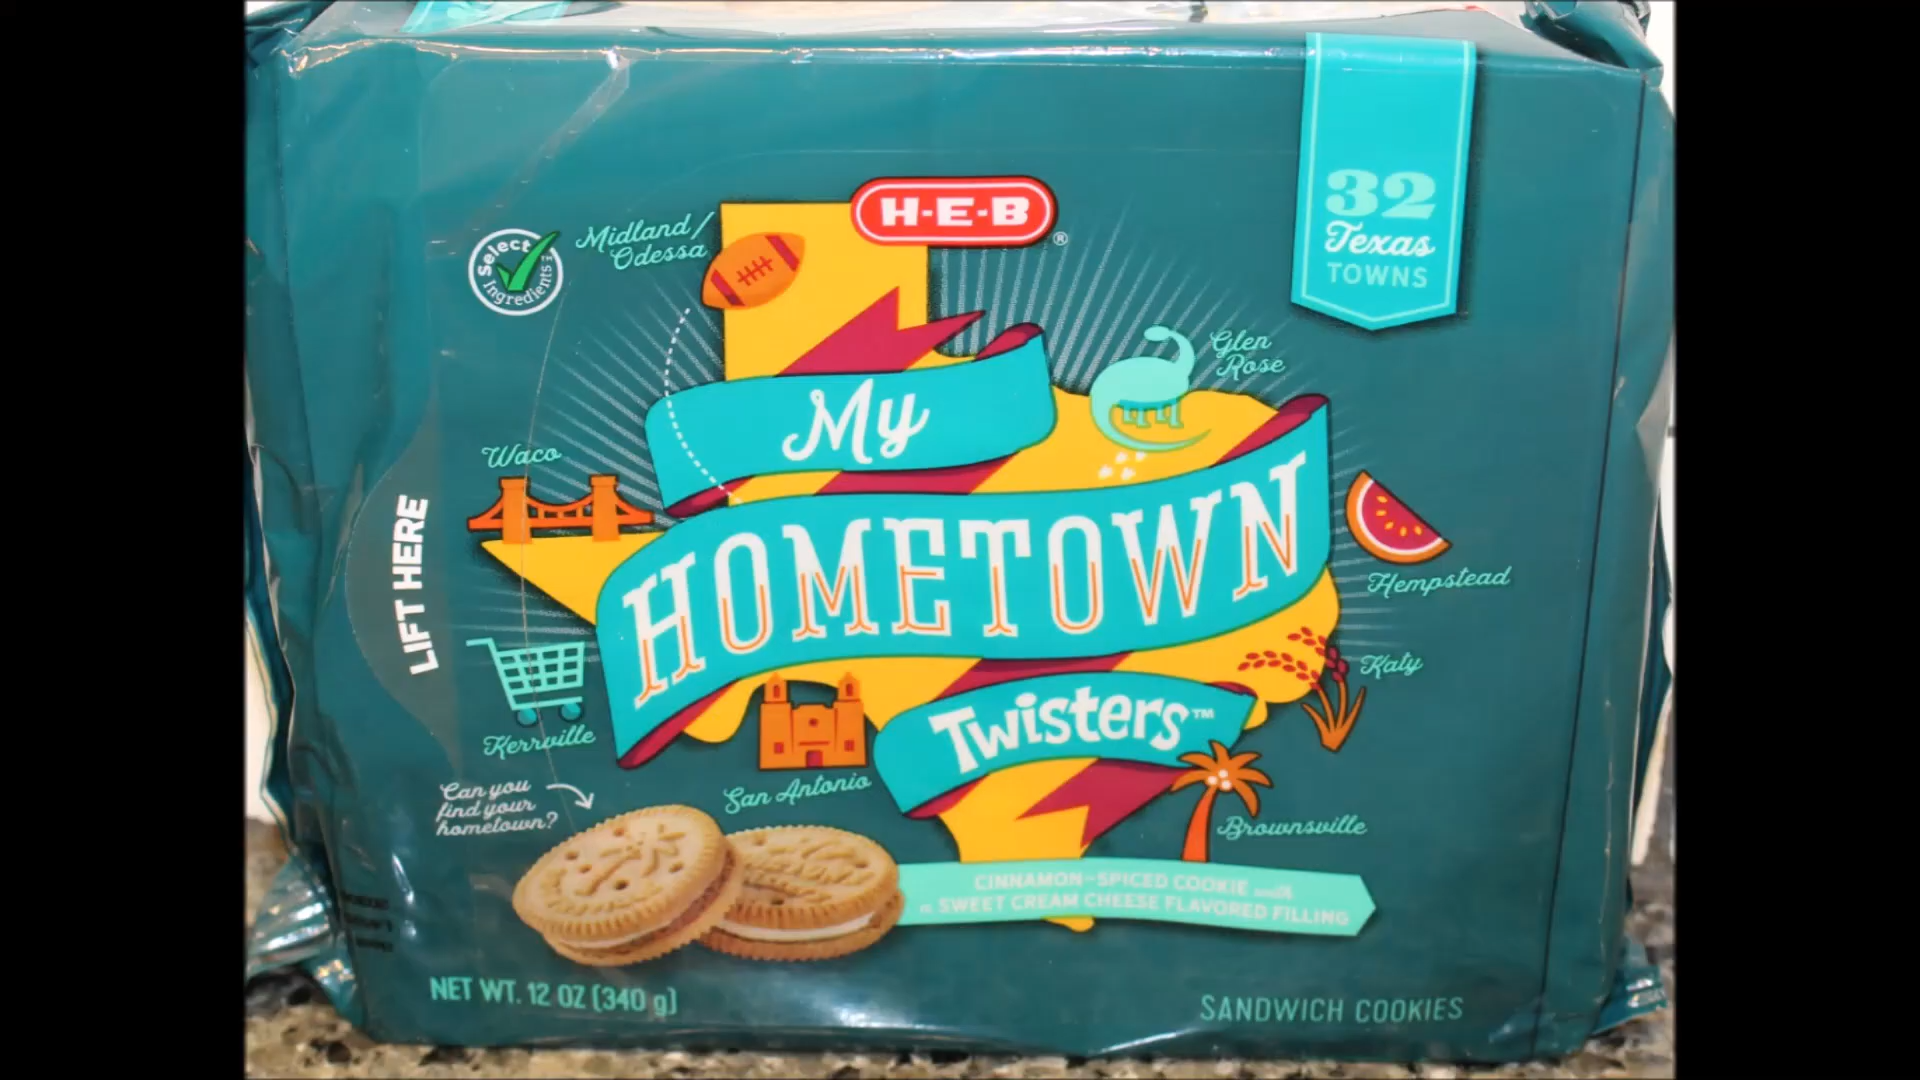 H-E-B
®
32
Texas
TOWNS
Select
Ingredients
Midland/
Odessa
Glen
Rose
My
Waco
LIFT HERE
HOMETOWN
Hempstead
Katy
Kerrville
Twisters™
San Antonio
Can you
find your
hometown?
Brownsville
CINNAMON-SPICED COOKIE with
a SWEET CREAM CHEESE FLAVORED FILLING
NET WT. 12 OZ (340 g)
SANDWICH COOKIES